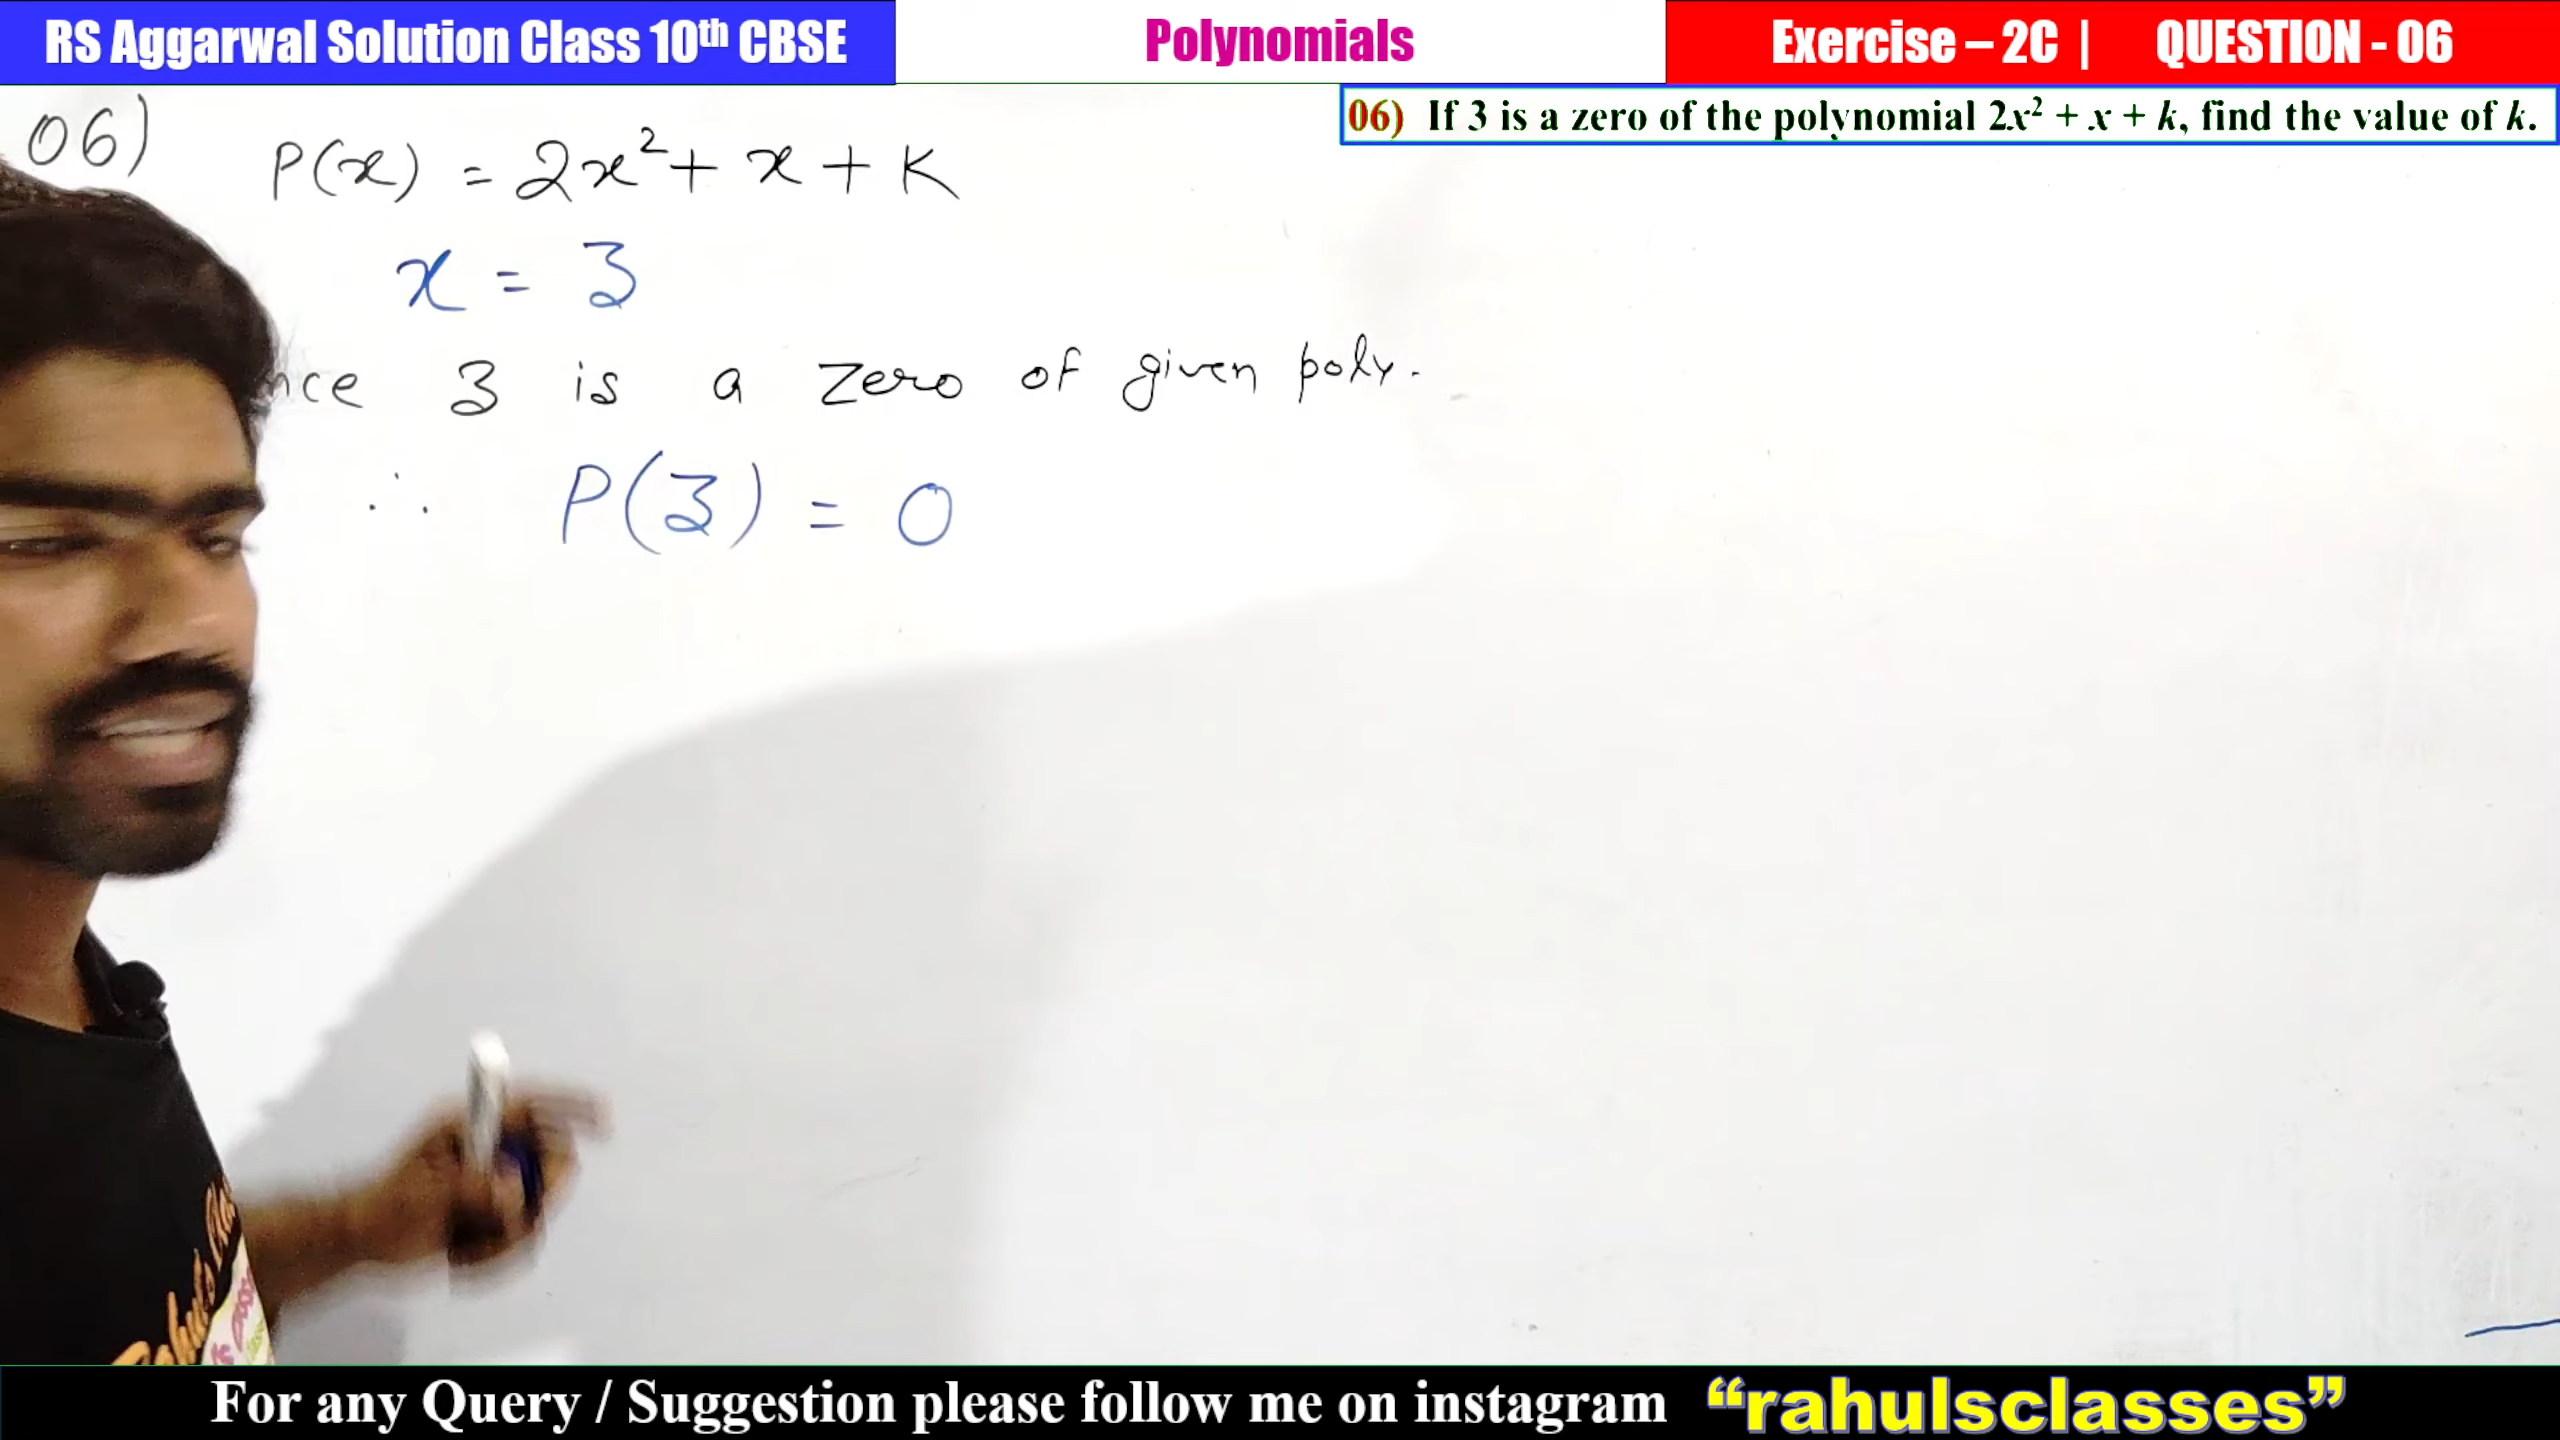 RS Aggarwal Solution Class 10th CBSE
Polynomials
Exercise – 2C | QUESTION - 06
06) If 3 is a zero of the polynomial 2x² + x + k, find the value of k.
06)
P(x) = 2x² + x + K
x = 3
nce 3 is a zero of given poly.
∴ P(3) = 0
For any Query / Suggestion please follow me on instagram “rahulsclasses”